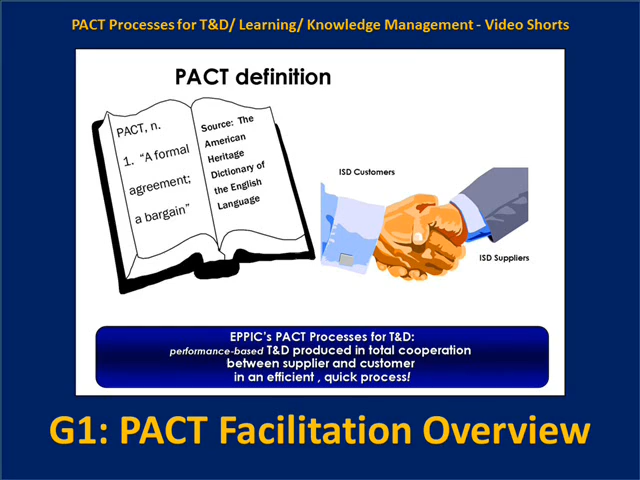 PACT Processes for T&D/ Learning/ Knowledge Management - Video Shorts
PACT definition
PACT, n.
1. “A formal
agreement;
a bargain”
Source: The
American
Heritage
Dictionary of
the English
Language
ISD Customers
ISD Suppliers
EPPIC’s PACT Processes for T&D:
performance-based T&D produced in total cooperation
between supplier and customer
in an efficient , quick process!
G1: PACT Facilitation Overview